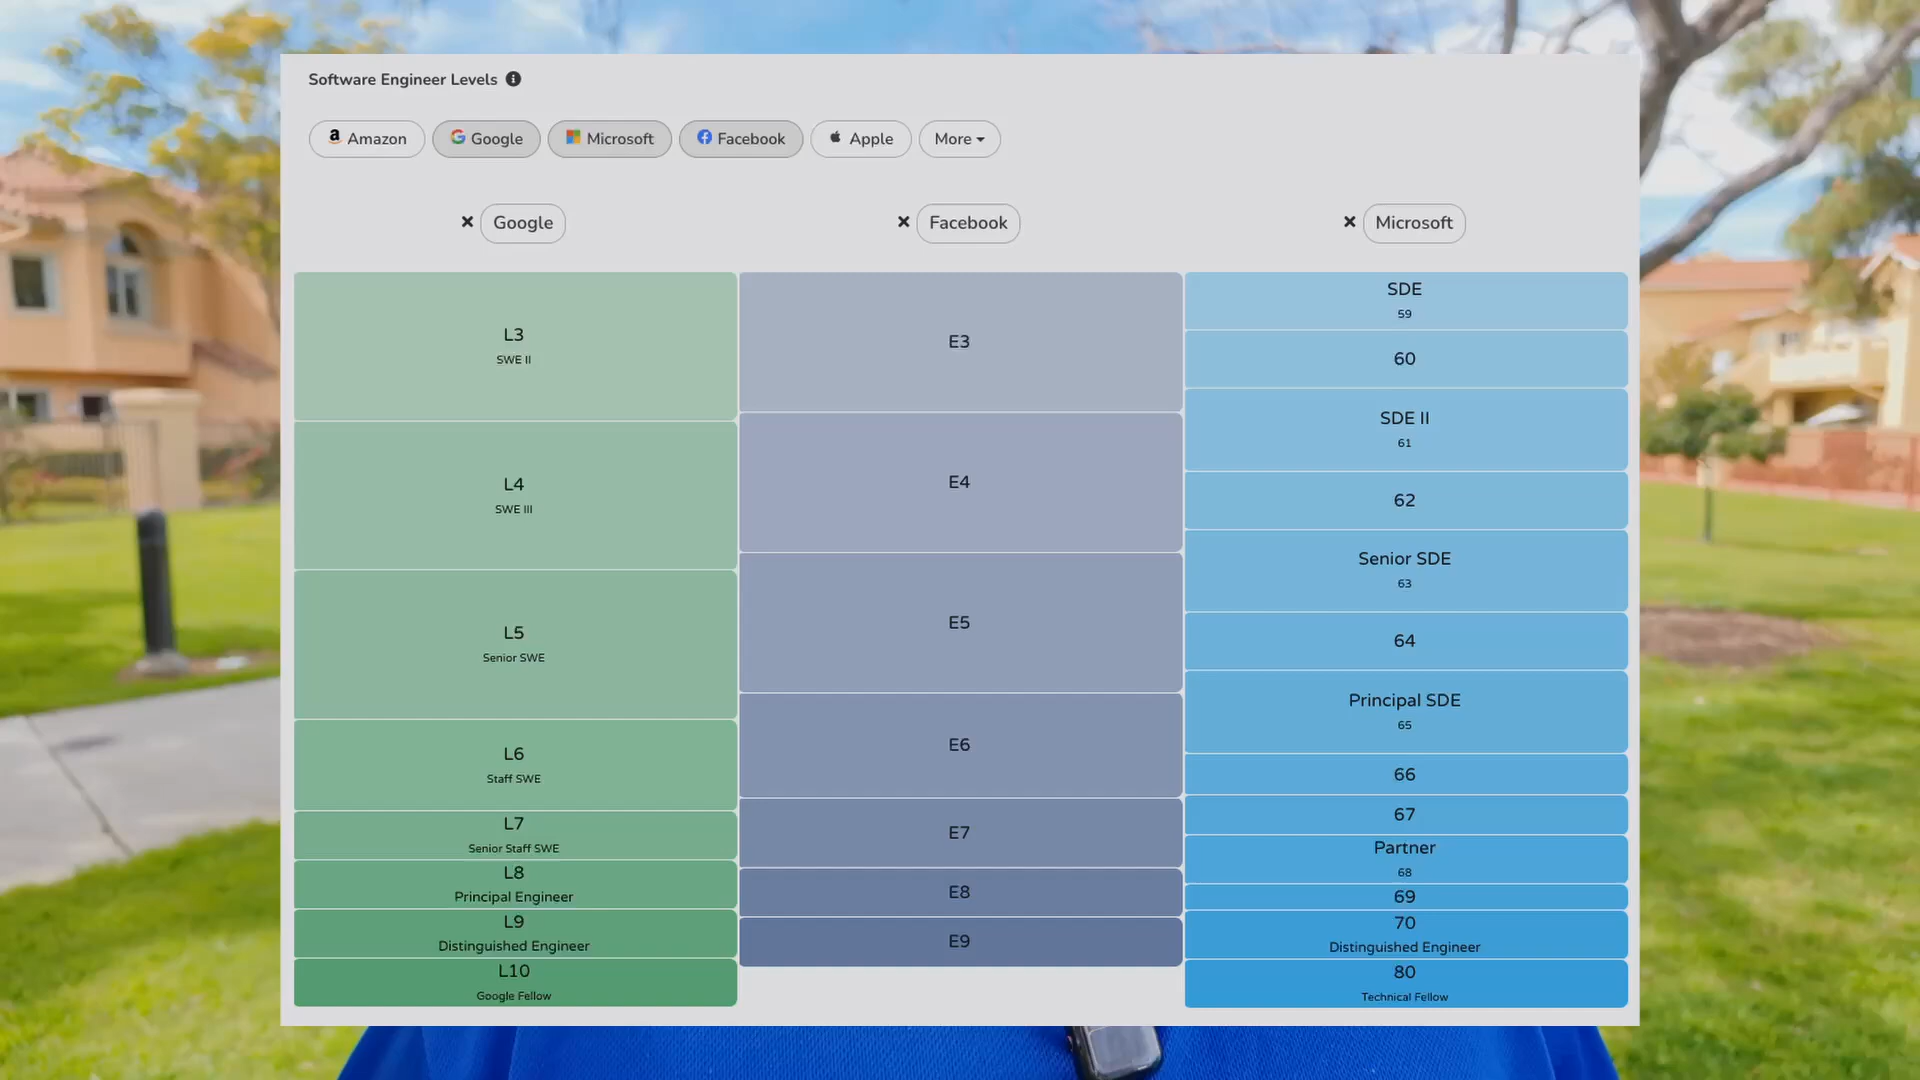 Software Engineer Levels
Amazon Google Microsoft Facebook Apple More
Google Facebook Microsoft
L3
SWE II
L4
SWE III
L5
Senior SWE
L6
Staff SWE
L7
Senior Staff SWE
L8
Principal Engineer
L9
Distinguished Engineer
L10
Google Fellow
E3
E4
E5
E6
E7
E8
E9
SDE
59
60
SDE II
61
62
Senior SDE
63
64
Principal SDE
65
66
67
Partner
68
69
70
Distinguished Engineer
80
Technical Fellow